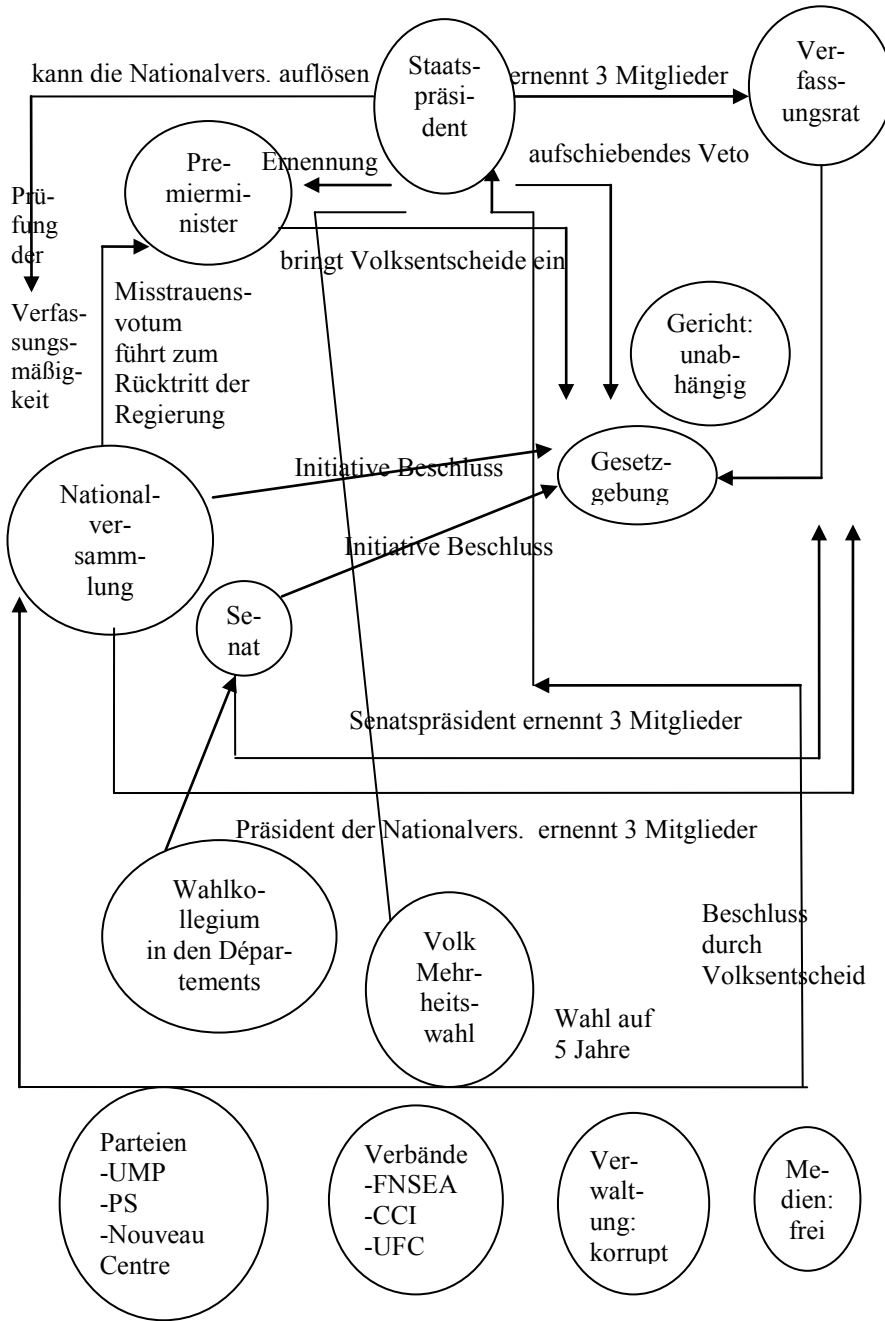 kann die Nationalvers. auflösen
Staats-
präsi-
dent
ernennt 3 Mitglieder
Ver-
fass-
ungsrat
Pre-
miermi-
nister
Ernennung
aufschiebendes Veto
Prü-
fung
der
Verfas-
sungs-
mäßig-
keit
bringt Volksentscheide ein
Misstrauens-
votum
führt zum
Rücktritt der
Regierung
Gericht:
unab-
hängig
Initiative Beschluss
Gesetz-
gebung
National-
ver-
samm-
lung
Initiative Beschluss
Se-
nat
Senatspräsident ernennt 3 Mitglieder
Präsident der Nationalvers. ernennt 3 Mitglieder
Wahlko-
llegium
in den Dépar-
tements
Volk
Mehr-
heits-
wahl
Beschluss
durch
Volksentscheid
Wahl auf
5 Jahre
Parteien
-UMP
-PS
-Nouveau
Centre
Verbände
-FNSEA
-CCI
-UFC
Ver-
walt-
ung:
korrupt
Me-
dien:
frei